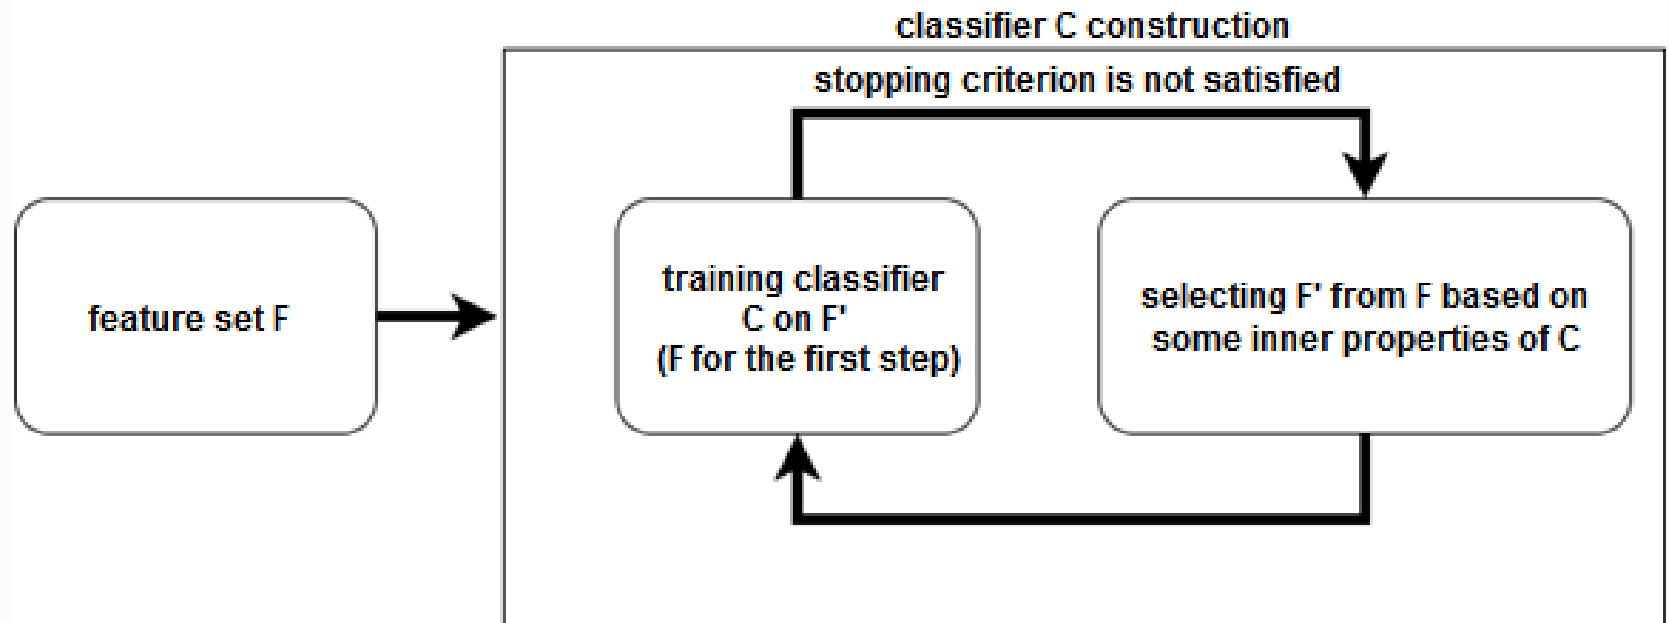 classifier C construction
stopping criterion is not satisfied
feature set F
training classifier
C on F'
(F for the first step)
selecting F' from F based on
some inner properties of C